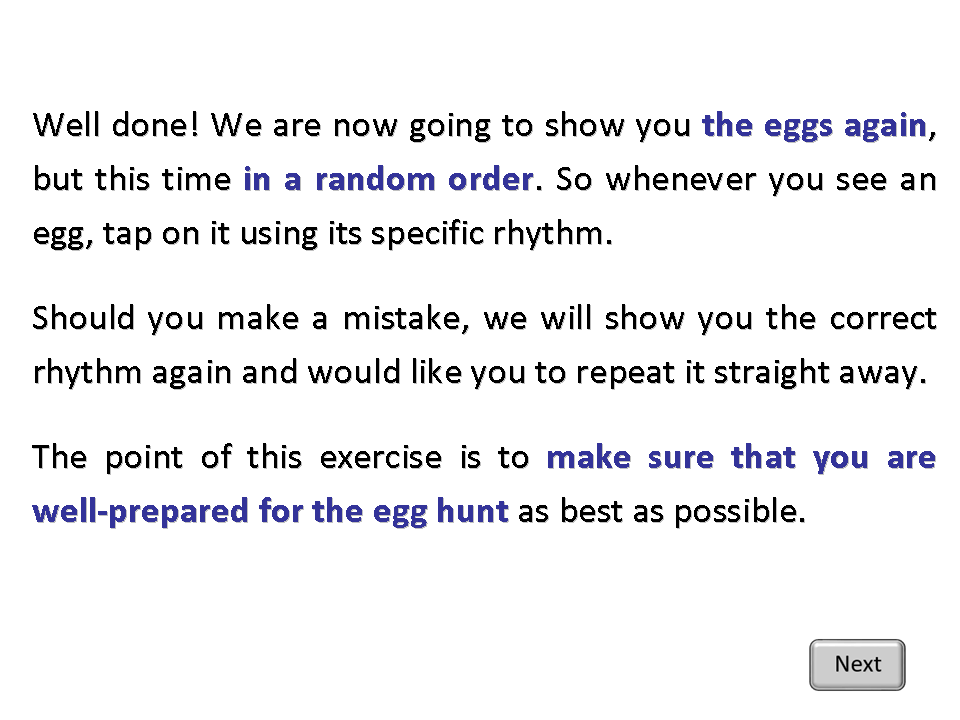 Well done! We are now going to show you the eggs again,
but this time in a random order. So whenever you see an
egg, tap on it using its specific rhythm.
Should you make a mistake, we will show you the correct
rhythm again and would like you to repeat it straight away.
The point of this exercise is to make sure that you are
well-prepared for the egg hunt as best as possible.
Next